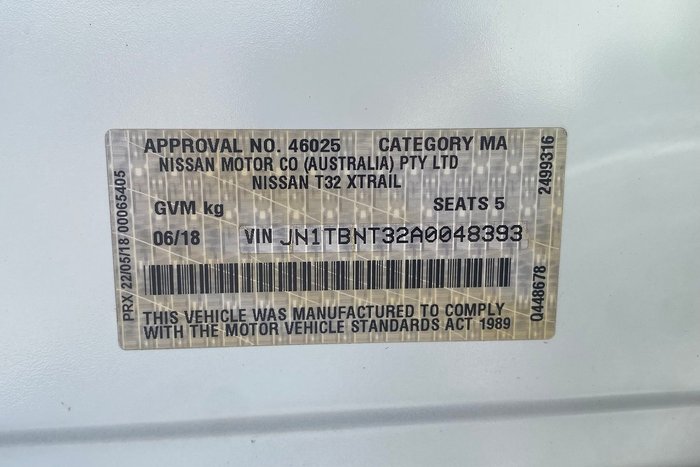 APPROVAL NO. 46025 CATEGORY MA
NISSAN MOTOR CO (AUSTRALIA) PTY LTD
NISSAN T32 XTRAIL
GVM kg SEATS 5
06/18 VIN JN1TBNT32A0048393
THIS VEHICLE WAS MANUFACTURED TO COMPLY
WITH THE MOTOR VEHICLE STANDARDS ACT 1989
PRX 22/05/18 00065405
2499316
Q448678